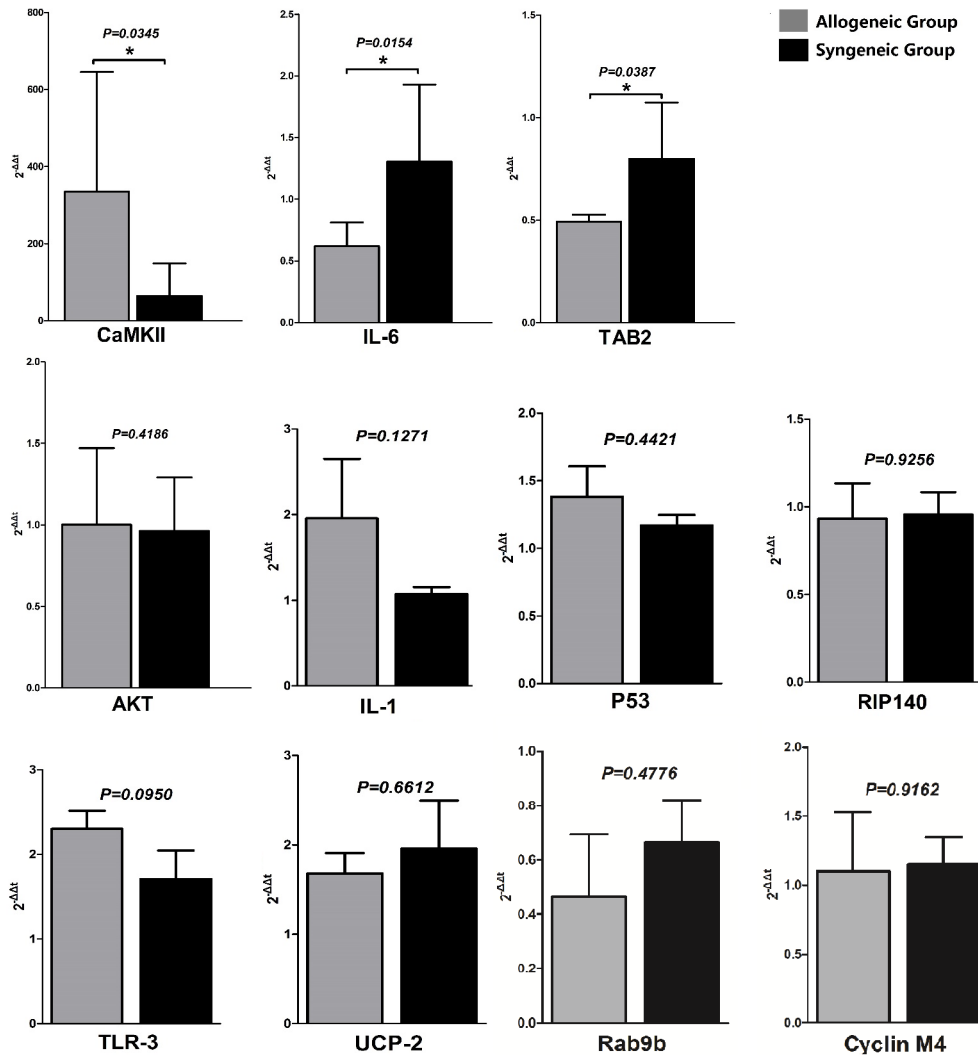 Allogeneic Group
Syngeneic Group
800
600
400
200
0
2^-ΔΔt
P=0.0345
*
CaMKII
2.5
2.0
1.5
1.0
0.5
0.0
2^-ΔΔt
P=0.0154
*
IL-6
1.5
1.0
0.5
0.0
2^-ΔΔt
P=0.0387
*
TAB2
2.0
1.5
1.0
0.5
0.0
2^-ΔΔt
P=0.4186
AKT
3
2
1
0
2^-ΔΔt
P=0.1271
IL-1
2.0
1.5
1.0
0.5
0.0
2^-ΔΔt
P=0.4421
P53
1.5
1.0
0.5
0.0
2^-ΔΔt
P=0.9256
RIP140
3
2
1
0
2^-ΔΔt
P=0.0950
TLR-3
3
2
1
0
2^-ΔΔt
P=0.6612
UCP-2
1.0
0.8
0.6
0.4
0.2
0.0
2^-ΔΔt
P=0.4776
Rab9b
2.0
1.5
1.0
0.5
0.0
2^-ΔΔt
P=0.9162
Cyclin M4